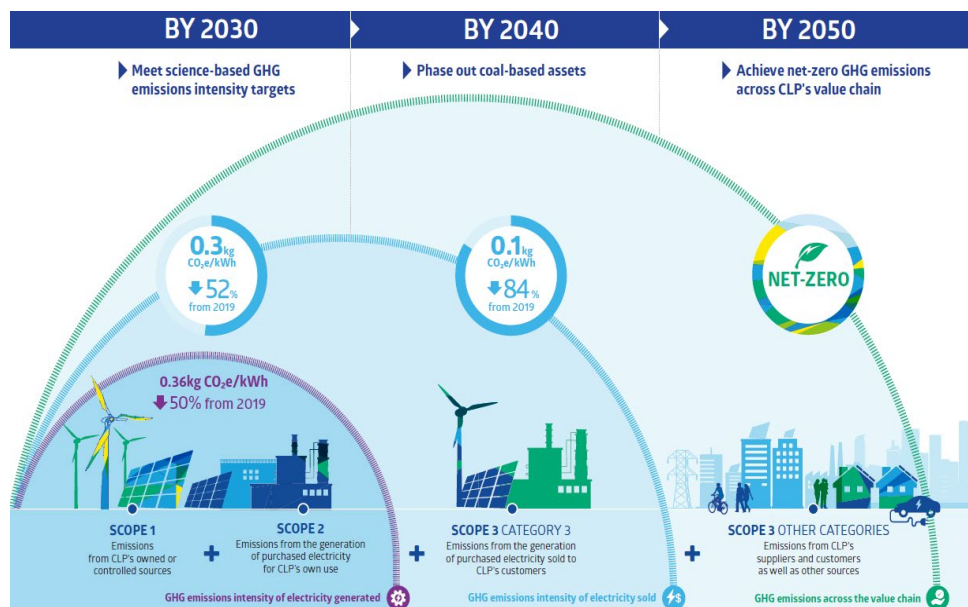 BY 2030
BY 2040
BY 2050
Meet science-based GHG
emissions intensity targets
Phase out coal-based assets
Achieve net-zero GHG emissions
across CLP's value chain
0.3kg
CO₂e/kWh
52%
from 2019
0.1kg
CO₂e/kWh
84%
from 2019
NET-ZERO
0.36kg CO₂e/kWh
50% from 2019
SCOPE 1
Emissions
from CLP's owned or
controlled sources
+
SCOPE 2
Emissions from the generation
of purchased electricity
for CLP's own use
+
SCOPE 3 CATEGORY 3
Emissions from the generation
of purchased electricity sold to
CLP's customers
+
SCOPE 3 OTHER CATEGORIES
Emissions from CLP's
suppliers and customers
as well as other sources
GHG emissions intensity of electricity generated
GHG emissions intensity of electricity sold
$
GHG emissions across the value chain